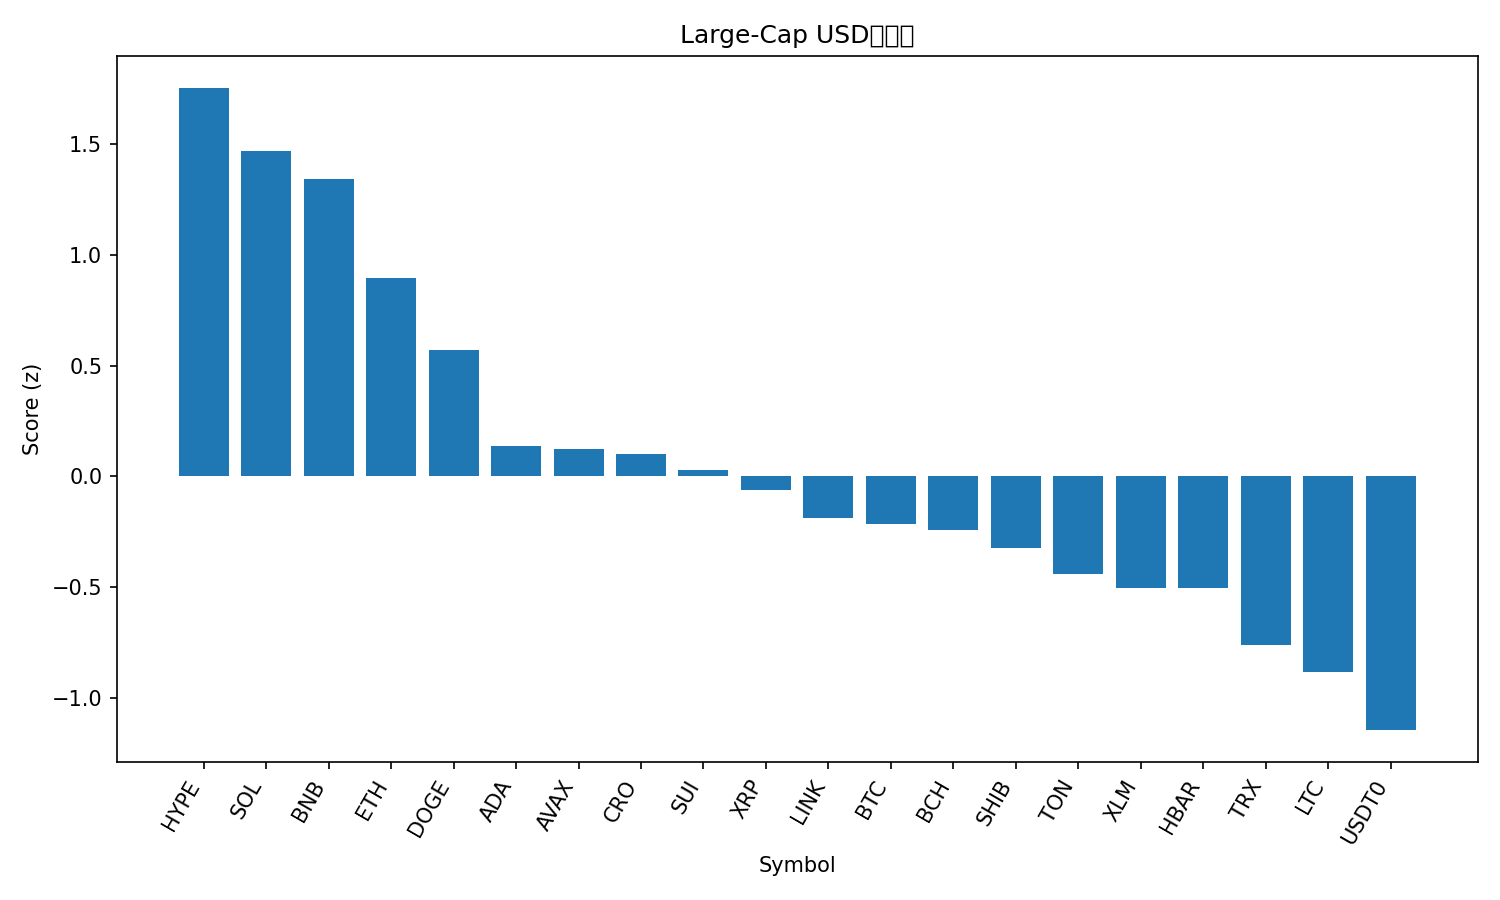 Large-Cap USD
1.5
1.0
0.5
0.0
−0.5
−1.0
Score (z)
HYPE
SOL
BNB
ETH
DOGE
ADA
AVAX
CRO
SUI
XRP
LINK
BTC
BCH
SHIB
TON
XLM
HBAR
TRX
LTC
USDT0
Symbol